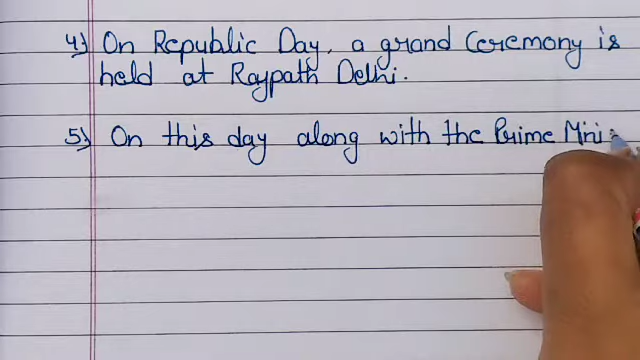 4) On Republic Day, a grand Ceremony is
held at Raypath Delhi.
5) On this day along with the Prime Mini